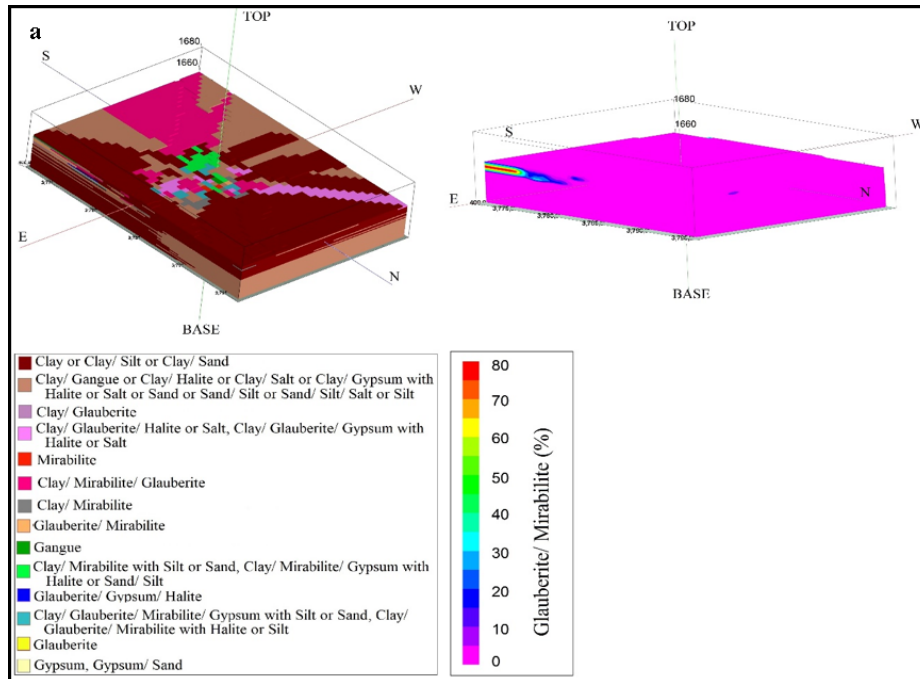 a
TOP
S
1680
1660
W
E
N
BASE
TOP
1680
1660
S
W
E
N
BASE
Clay or Clay/ Silt or Clay/ Sand
Clay/ Gangue or Clay/ Halite or Clay/ Salt or Clay/ Gypsum with
Halite or Salt or Sand or Sand/ Silt or Sand/ Silt/ Salt or Silt
Clay/ Glauberite
Clay/ Glauberite/ Halite or Salt, Clay/ Glauberite/ Gypsum with
Halite or Salt
Mirabilite
Clay/ Mirabilite/ Glauberite
Clay/ Mirabilite
Glauberite/ Mirabilite
Gangue
Clay/ Mirabilite with Silt or Sand, Clay/ Mirabilite/ Gypsum with
Halite or Sand/ Silt
Glauberite/ Gypsum/ Halite
Clay/ Glauberite/ Mirabilite/ Gypsum with Silt or Sand, Clay/
Glauberite/ Mirabilite with Halite or Silt
Glauberite
Gypsum, Gypsum/ Sand
80
70
60
50
40
30
20
10
0
Glauberite/ Mirabilite (%)